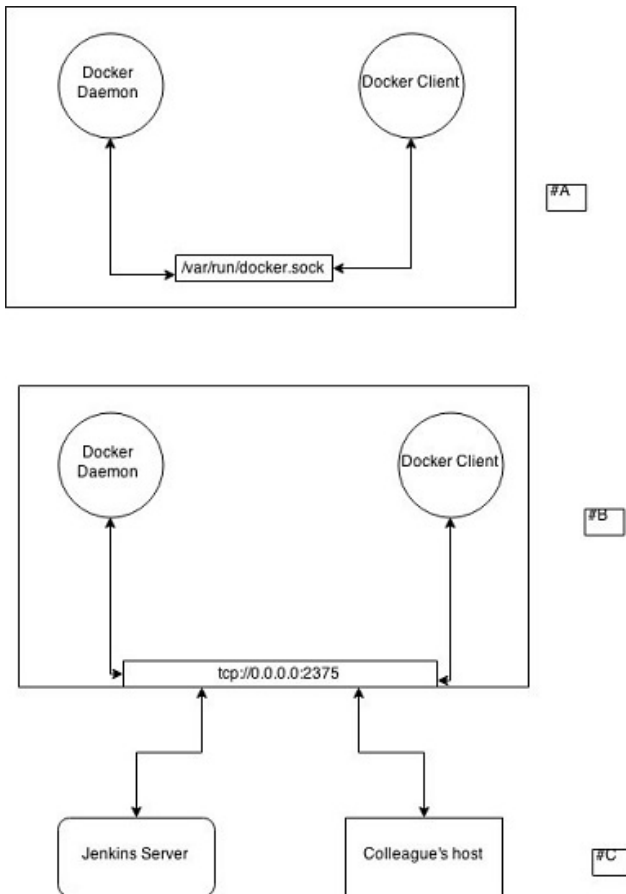 Docker
Daemon
Docker Client
#A
/var/run/docker.sock
Docker
Daemon
Docker Client
#B
tcp://0.0.0.0:2375
Jenkins Server
Colleague's host
#C